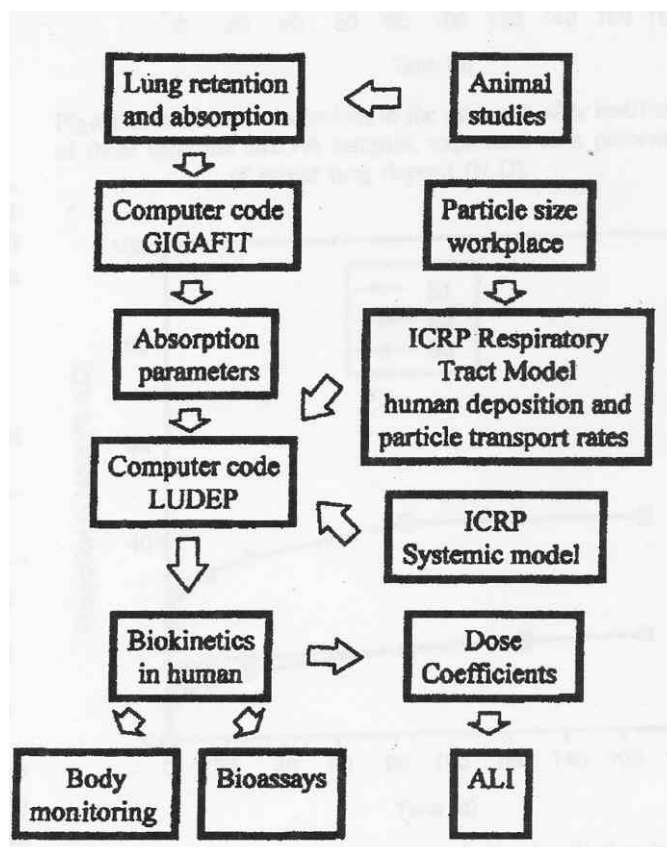 Lung retention
and absorption
Animal
studies
Computer code
GIGAFIT
Particle size
workplace
Absorption
parameters
ICRP Respiratory
Tract Model
human deposition and
particle transport rates
Computer code
LUDEP
ICRP
Systemic model
Biokinetics
in human
Dose
Coefficients
Body
monitoring
Bioassays
ALI